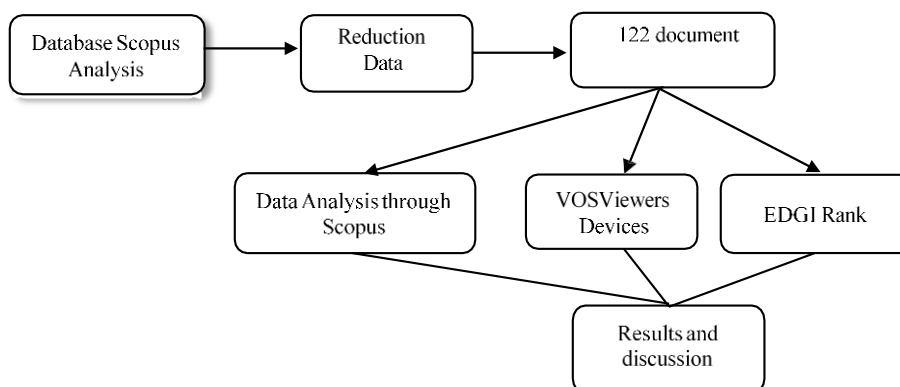 Database Scopus
Analysis
Reduction
Data
122 document
Data Analysis through
Scopus
VOSViewers
Devices
EDGI Rank
Results and
discussion